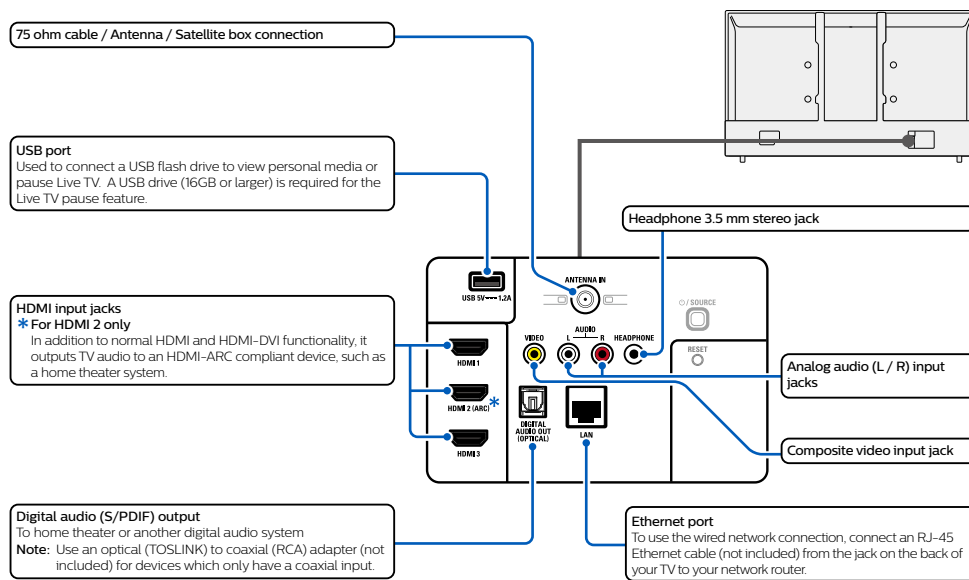 75 ohm cable / Antenna / Satellite box connection
USB port
Used to connect a USB flash drive to view personal media or
pause Live TV. A USB drive (16GB or larger) is required for the
Live TV pause feature.
Headphone 3.5 mm stereo jack
HDMI input jacks
* For HDMI 2 only
In addition to normal HDMI and HDMI-DVI functionality, it
outputs TV audio to an HDMI-ARC compliant device, such as
a home theater system.
USB 5V⎓1.2A
ANTENNA IN
⏻ / SOURCE
AUDIO
VIDEO L R HEADPHONE
RESET
HDMI 1
HDMI 2 (ARC) *
HDMI 3
DIGITAL
AUDIO OUT
(OPTICAL)
LAN
Analog audio (L / R) input
jacks
Composite video input jack
Digital audio (S/PDIF) output
To home theater or another digital audio system
Note: Use an optical (TOSLINK) to coaxial (RCA) adapter (not
included) for devices which only have a coaxial input.
Ethernet port
To use the wired network connection, connect an RJ-45
Ethernet cable (not included) from the jack on the back of
your TV to your network router.